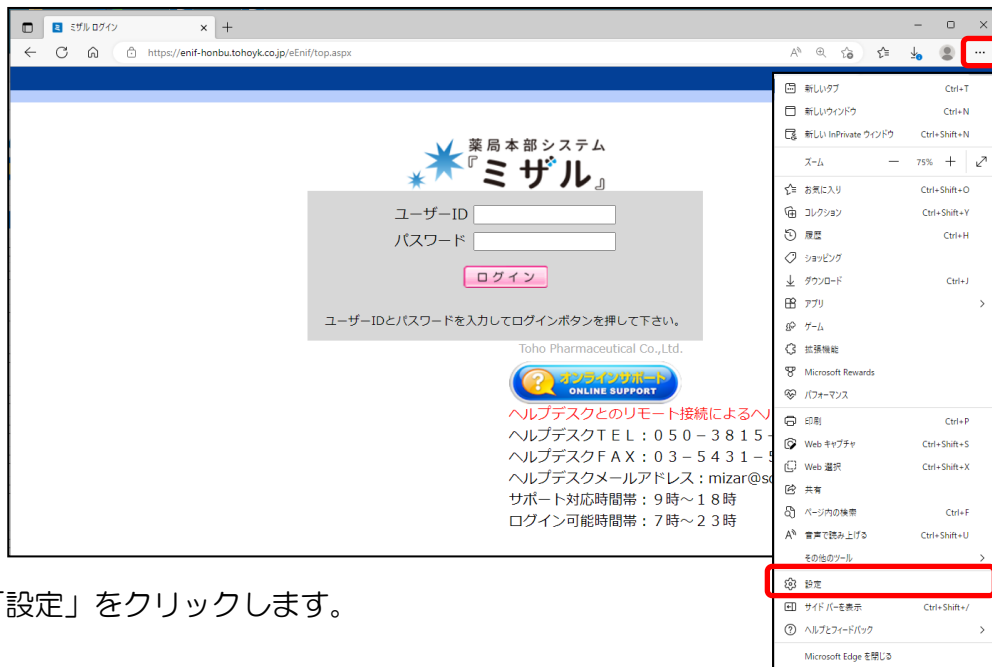 ミザル ログイン
https://enif-honbu.tohoyk.co.jp/eEnif/top.aspx
薬局本部システム
『ミザル』
ユーザーID
パスワード
ログイン
ユーザーIDとパスワードを入力してログインボタンを押して下さい。
Toho Pharmaceutical Co.,Ltd.
オンラインサポート
ONLINE SUPPORT
ヘルプデスクとのリモート接続によるヘ
ヘルプデスクＴＥＬ：０５０－３８１５－
ヘルプデスクＦＡＸ：０３－５４３１－５
ヘルプデスクメールアドレス：mizar@so
サポート対応時間帯：９時～１８時
ログイン可能時間帯：７時～２３時
新しいタブ Ctrl+T
新しいウィンドウ Ctrl+N
新しい InPrivate ウィンドウ Ctrl+Shift+N
ズーム — 75% +
お気に入り Ctrl+Shift+O
コレクション Ctrl+Shift+Y
履歴 Ctrl+H
ショッピング
ダウンロード Ctrl+J
アプリ
ゲーム
拡張機能
Microsoft Rewards
パフォーマンス
印刷 Ctrl+P
Web キャプチャ Ctrl+Shift+S
Web 選択 Ctrl+Shift+X
共有
ページ内の検索 Ctrl+F
音声で読み上げる Ctrl+Shift+U
その他のツール
設定
サイド バーを表示 Ctrl+Shift+/
ヘルプとフィードバック
Microsoft Edge を閉じる
「設定」をクリックします。